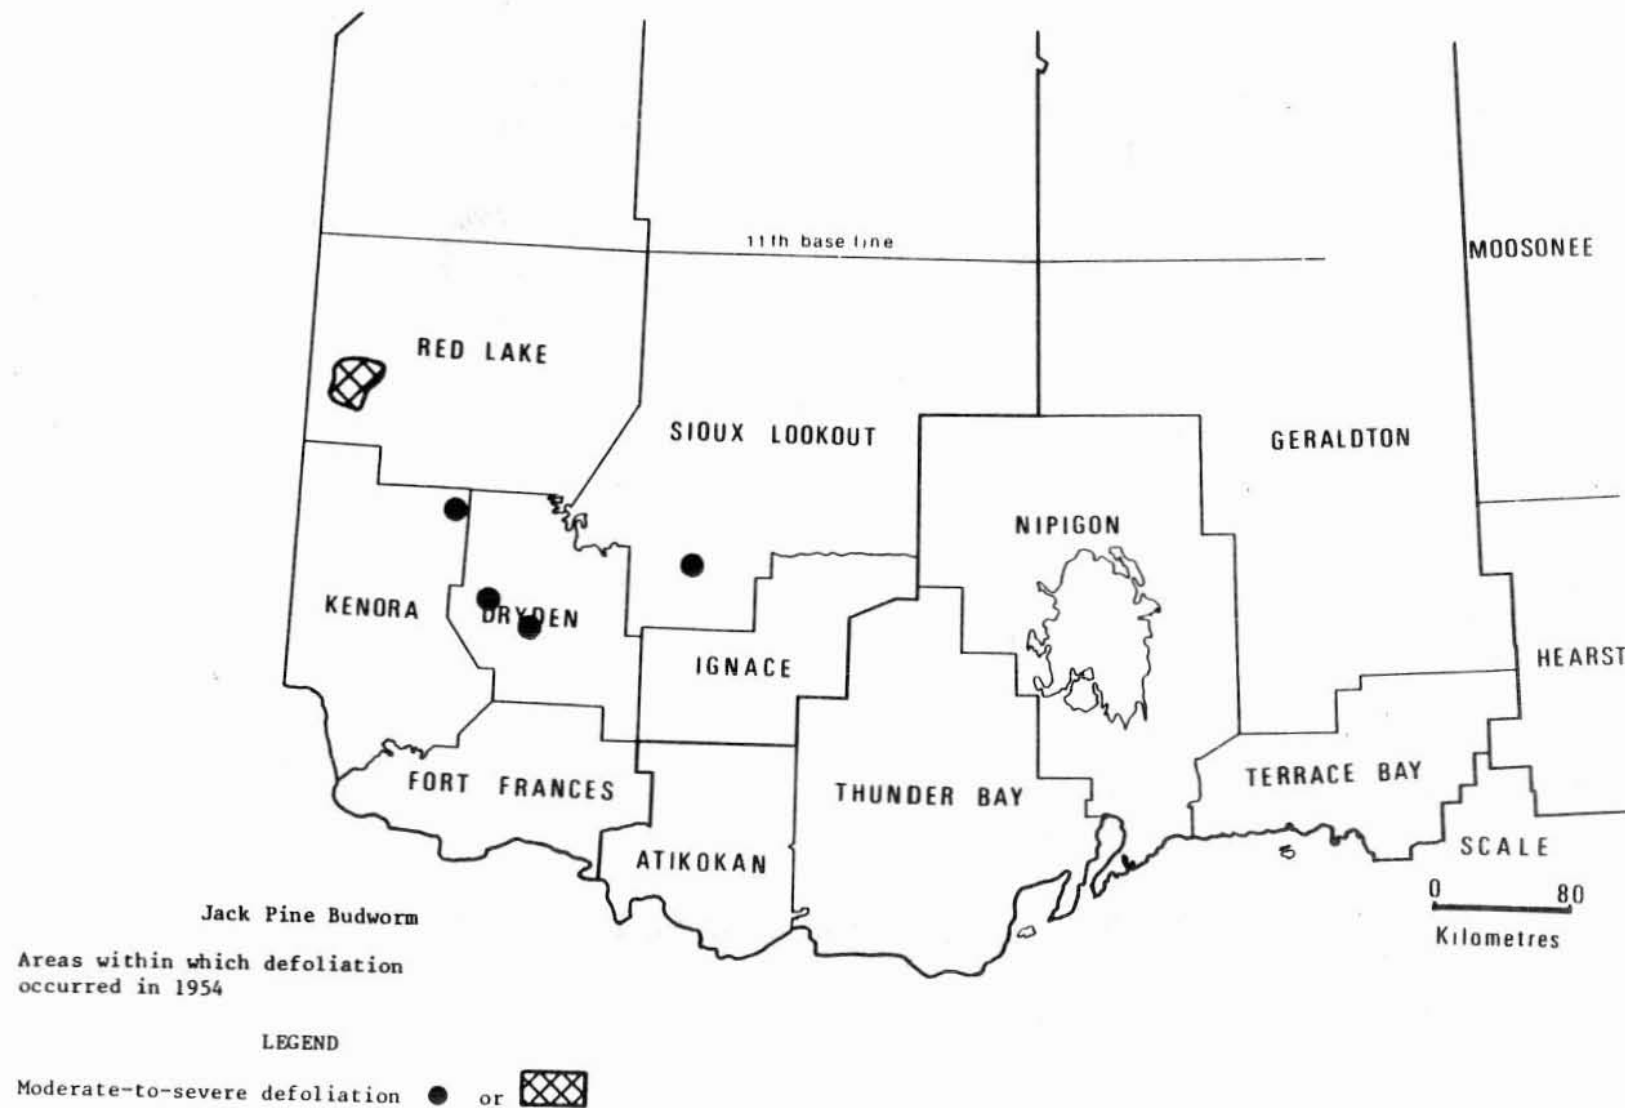 11th base line
MOOSONEE
RED LAKE
SIOUX LOOKOUT
GERALDTON
NIPIGON
KENORA
DRYDEN
IGNACE
HEARST
FORT FRANCES
THUNDER BAY
TERRACE BAY
ATIKOKAN
SCALE
0 80
Kilometres
Jack Pine Budworm
Areas within which defoliation
occurred in 1954
LEGEND
Moderate-to-severe defoliation or